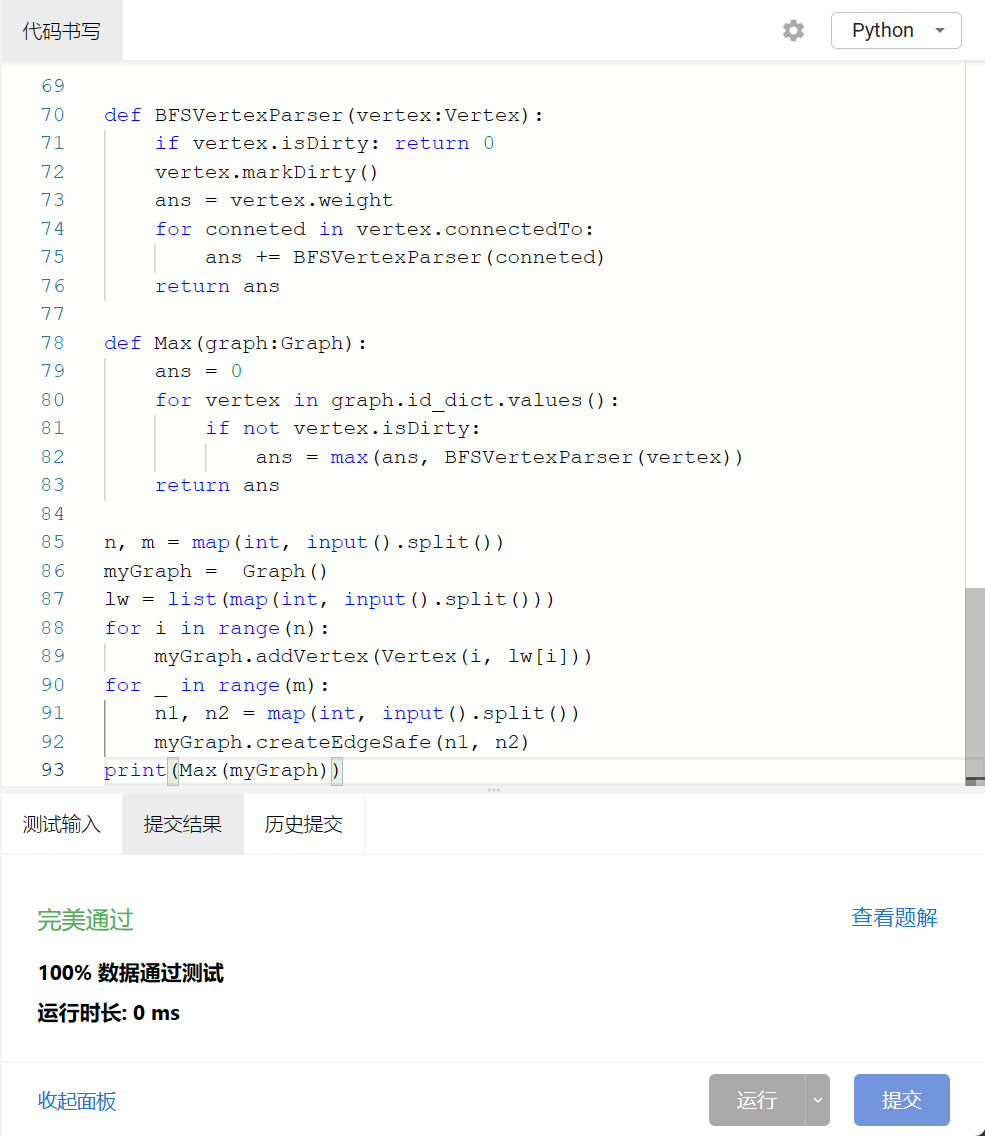 代码书写
Python
69
70 def BFSVertexParser(vertex:Vertex):
71 if vertex.isDirty: return 0
72 vertex.markDirty()
73 ans = vertex.weight
74 for conneted in vertex.connectedTo:
75 ans += BFSVertexParser(conneted)
76 return ans
77
78 def Max(graph:Graph):
79 ans = 0
80 for vertex in graph.id_dict.values():
81 if not vertex.isDirty:
82 ans = max(ans, BFSVertexParser(vertex))
83 return ans
84
85 n, m = map(int, input().split())
86 myGraph =  Graph()
87 lw = list(map(int, input().split()))
88 for i in range(n):
89 myGraph.addVertex(Vertex(i, lw[i]))
90 for _ in range(m):
91 n1, n2 = map(int, input().split())
92 myGraph.createEdgeSafe(n1, n2)
93 print(Max(myGraph))
测试输入 提交结果 历史提交
完美通过 查看题解
100% 数据通过测试
运行时长: 0 ms
收起面板 运行 提交